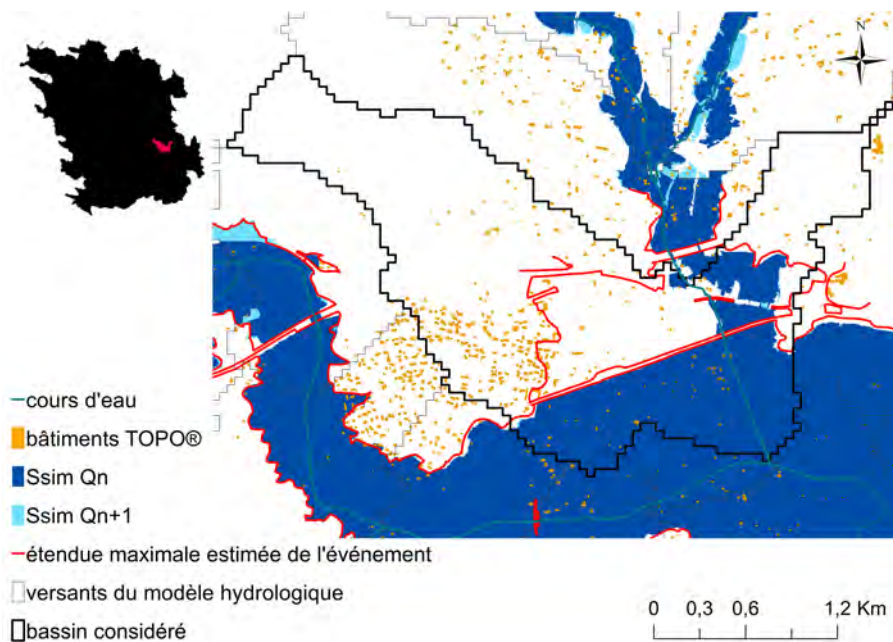 N
cours d'eau
bâtiments TOPO®
Ssim Qn
Ssim Qn+1
étendue maximale estimée de l'événement
versants du modèle hydrologique
bassin considéré
0 0,3 0,6 1,2 Km